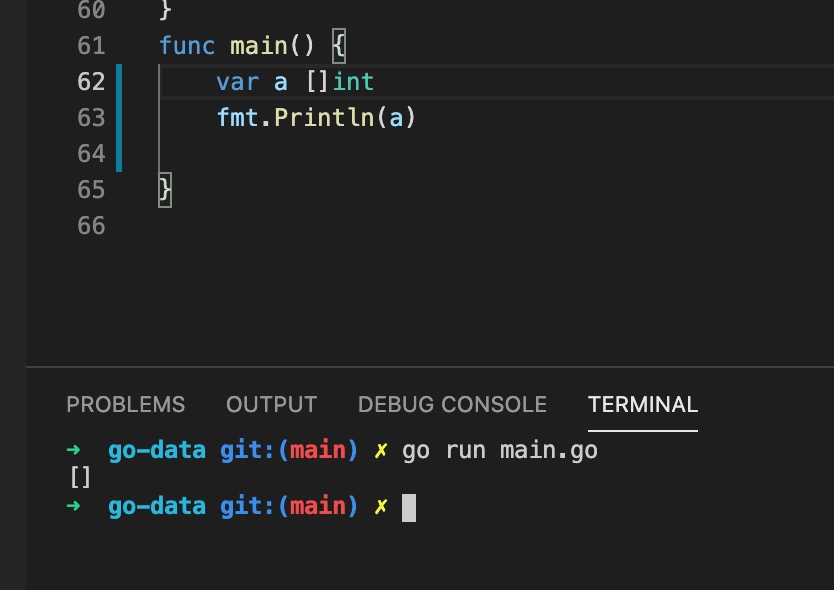 60 }
61 func main() {
62 var a []int
63 fmt.Println(a)
64
65 }
66
PROBLEMS OUTPUT DEBUG CONSOLE TERMINAL
→ go-data git:(main) ✗ go run main.go
[]
→ go-data git:(main) ✗